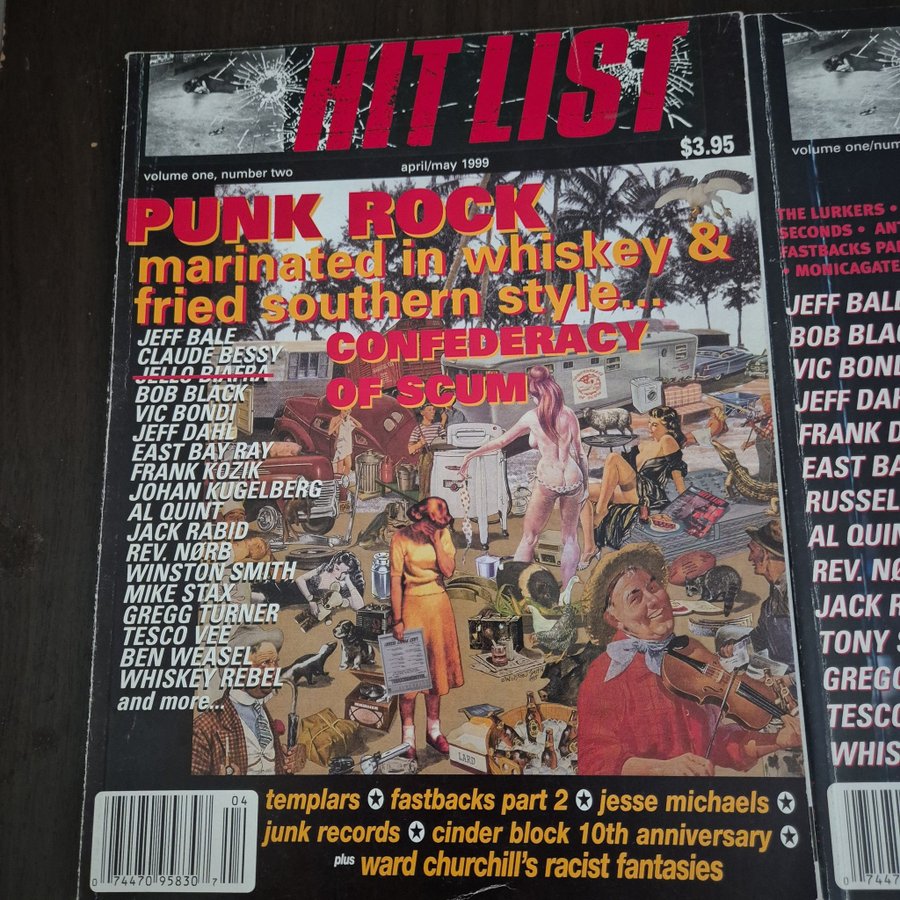 HIT LIST
$3.95
volume one, number two
april/may 1999
PUNK ROCK
marinated in whiskey &
fried southern style...
CONFEDERACY
OF SCUM
JEFF BALE
CLAUDE BESSY
JELLO BIAFRA
BOB BLACK
VIC BONDI
JEFF DAHL
EAST BAY RAY
FRANK KOZIK
JOHAN KUGELBERG
AL QUINT
JACK RABID
REV. NØRB
WINSTON SMITH
MIKE STAX
GREGG TURNER
TESCO VEE
BEN WEASEL
WHISKEY REBEL
and more...
LARD
templars ★ fastbacks part 2 ★ jesse michaels ★
junk records ★ cinder block 10th anniversary ★
plus ward churchill's racist fantasies
04
0 74470 95830 7
volume one/num
THE LURKERS •
SECONDS • ANT
FASTBACKS PA
• MONICAGATE
JEFF BALE
BOB BLAC
VIC BOND
JEFF DAH
FRANK D
EAST BA
RUSSEL
AL QUIN
REV. NØ
JACK R
TONY S
GREGG
TESCO
WHIS
0 7447